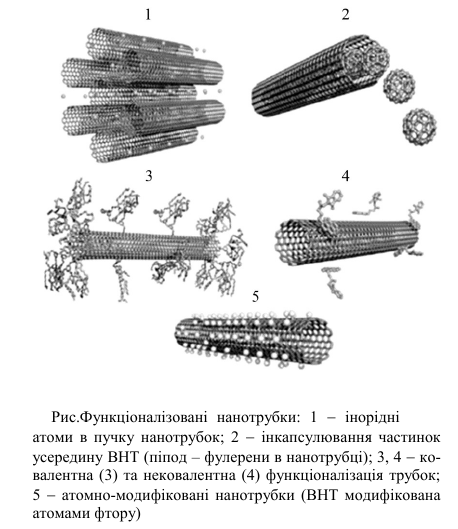 1
2
3
4
5
Рис.Функціоналізовані нанотрубки: 1 – інорідні
атоми в пучку нанотрубок; 2 – інкапсулювання частинок
усередину ВНТ (піпод – фулерени в нанотрубці); 3, 4 – ко-
валентна (3) та нековалентна (4) функціоналізація трубок;
5 – атомно-модифіковані нанотрубки (ВНТ модифікована
атомами фтору)